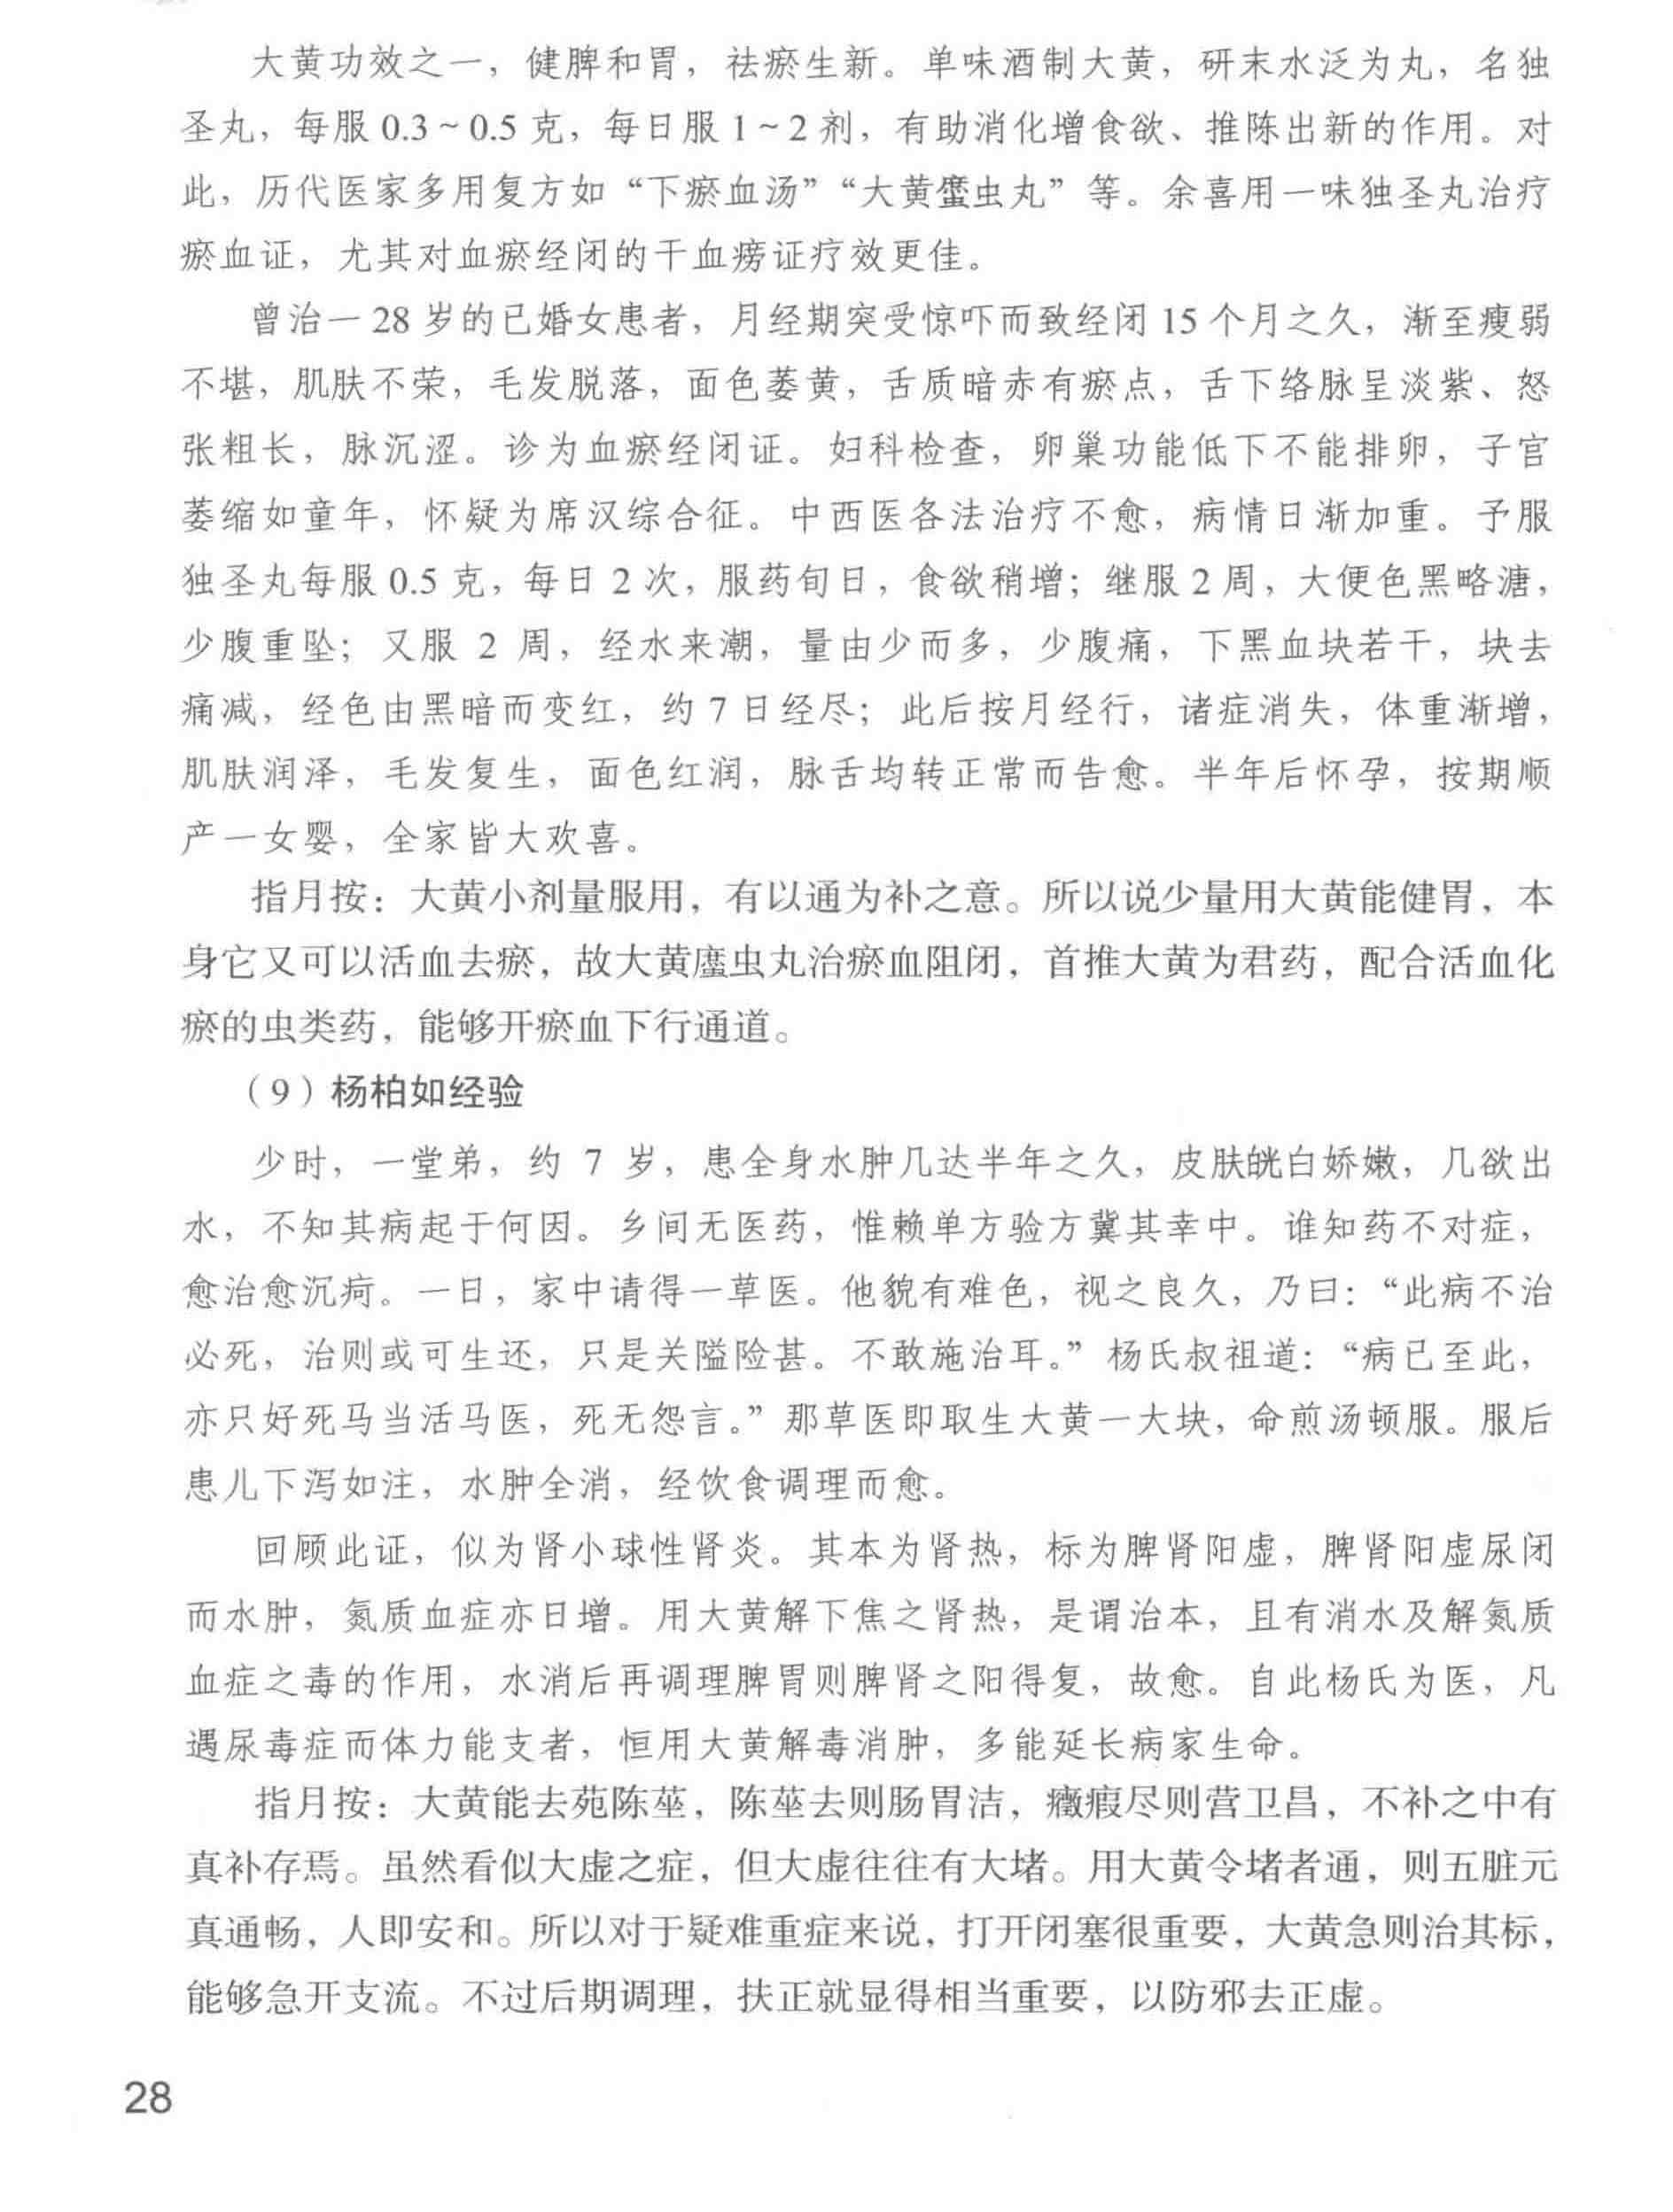 大黄功效之一，健脾和胃，祛瘀生新。单味酒制大黄，研末水泛为丸，名独
圣丸，每服 0.3～0.5 克，每日服 1～2 剂，有助消化增食欲、推陈出新的作用。对
此，历代医家多用复方如“下瘀血汤”“大黄䗪虫丸”等。余喜用一味独圣丸治疗
瘀血证，尤其对血瘀经闭的干血痨证疗效更佳。
曾治一 28 岁的已婚女患者，月经期突受惊吓而致经闭 15 个月之久，渐至瘦弱
不堪，肌肤不荣，毛发脱落，面色萎黄，舌质暗赤有瘀点，舌下络脉呈淡紫、怒
张粗长，脉沉涩。诊为血瘀经闭证。妇科检查，卵巢功能低下不能排卵，子宫
萎缩如童年，怀疑为席汉综合征。中西医各法治疗不愈，病情日渐加重。予服
独圣丸每服 0.5 克，每日 2 次，服药旬日，食欲稍增；继服 2 周，大便色黑略溏，
少腹重坠；又服 2 周，经水来潮，量由少而多，少腹痛，下黑血块若干，块去
痛减，经色由黑暗而变红，约 7 日经尽；此后按月经行，诸症消失，体重渐增，
肌肤润泽，毛发复生，面色红润，脉舌均转正常而告愈。半年后怀孕，按期顺
产一女婴，全家皆大欢喜。
指月按：大黄小剂量服用，有以通为补之意。所以说少量用大黄能健胃，本
身它又可以活血去瘀，故大黄䗪虫丸治瘀血阻闭，首推大黄为君药，配合活血化
瘀的虫类药，能够开瘀血下行通道。
（9）杨柏如经验
少时，一堂弟，约 7 岁，患全身水肿几达半年之久，皮肤㿠白娇嫩，几欲出
水，不知其病起于何因。乡间无医药，惟赖单方验方冀其幸中。谁知药不对症，
愈治愈沉疴。一日，家中请得一草医。他貌有难色，视之良久，乃曰：“此病不治
必死，治则或可生还，只是关隘险甚。不敢施治耳。”杨氏叔祖道：“病已至此，
亦只好死马当活马医，死无怨言。”那草医即取生大黄一大块，命煎汤顿服。服后
患儿下泻如注，水肿全消，经饮食调理而愈。
回顾此证，似为肾小球性肾炎。其本为肾热，标为脾肾阳虚，脾肾阳虚尿闭
而水肿，氮质血症亦日增。用大黄解下焦之肾热，是谓治本，且有消水及解氮质
血症之毒的作用，水消后再调理脾胃则脾肾之阳得复，故愈。自此杨氏为医，凡
遇尿毒症而体力能支者，恒用大黄解毒消肿，多能延长病家生命。
指月按：大黄能去苑陈莝，陈莝去则肠胃洁，癥瘕尽则营卫昌，不补之中有
真补存焉。虽然看似大虚之症，但大虚往往有大堵。用大黄令堵者通，则五脏元
真通畅，人即安和。所以对于疑难重症来说，打开闭塞很重要，大黄急则治其标，
能够急开支流。不过后期调理，扶正就显得相当重要，以防邪去正虚。
28